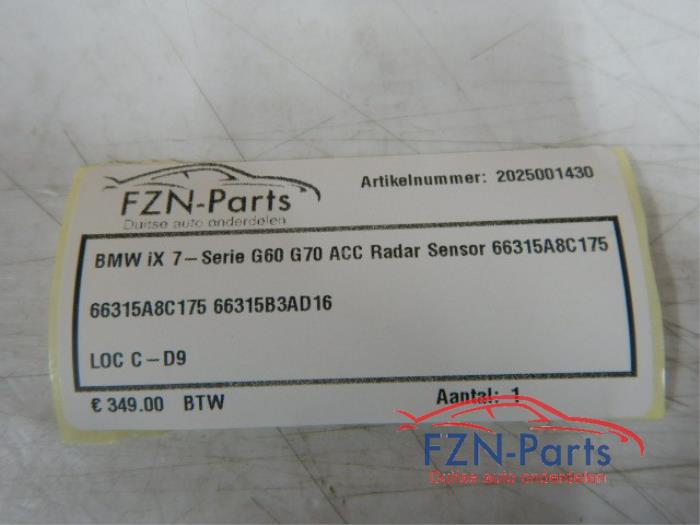 FZN-Parts
Duitse auto onderdelen
Artikelnummer: 2025001430
BMW iX 7-Serie G60 G70 ACC Radar Sensor 66315A8C175
66315A8C175 66315B3AD16
LOC C-D9
€ 349.00 BTW Aantal: 1
FZN-Parts
Duitse auto onderdelen